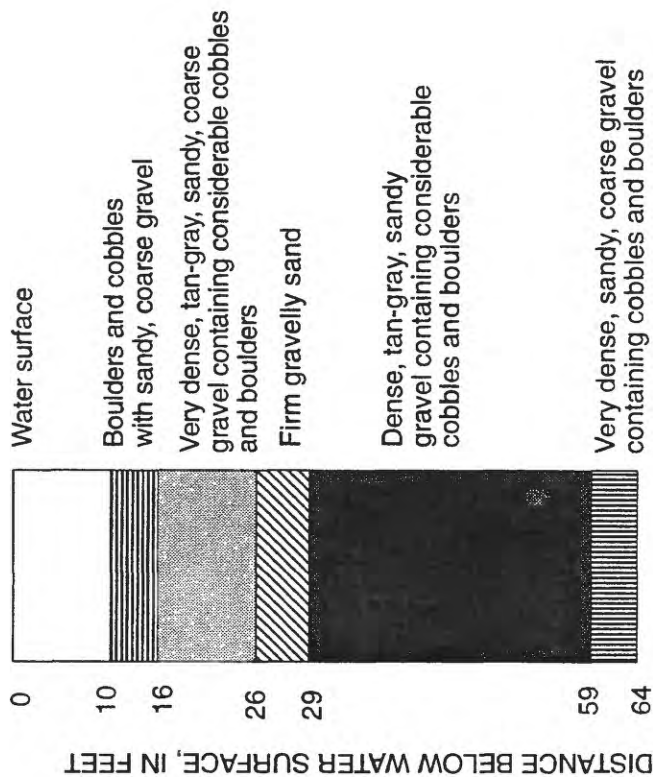 DISTANCE BELOW WATER SURFACE, IN FEET
0
10
16
26
29
59
64
Water surface
Boulders and cobbles
with sandy, coarse gravel
Very dense, tan-gray, sandy, coarse
gravel containing considerable cobbles
and boulders
Firm gravelly sand
Dense, tan-gray, sandy
gravel containing considerable
cobbles and boulders
Very dense, sandy, coarse gravel
containing cobbles and boulders